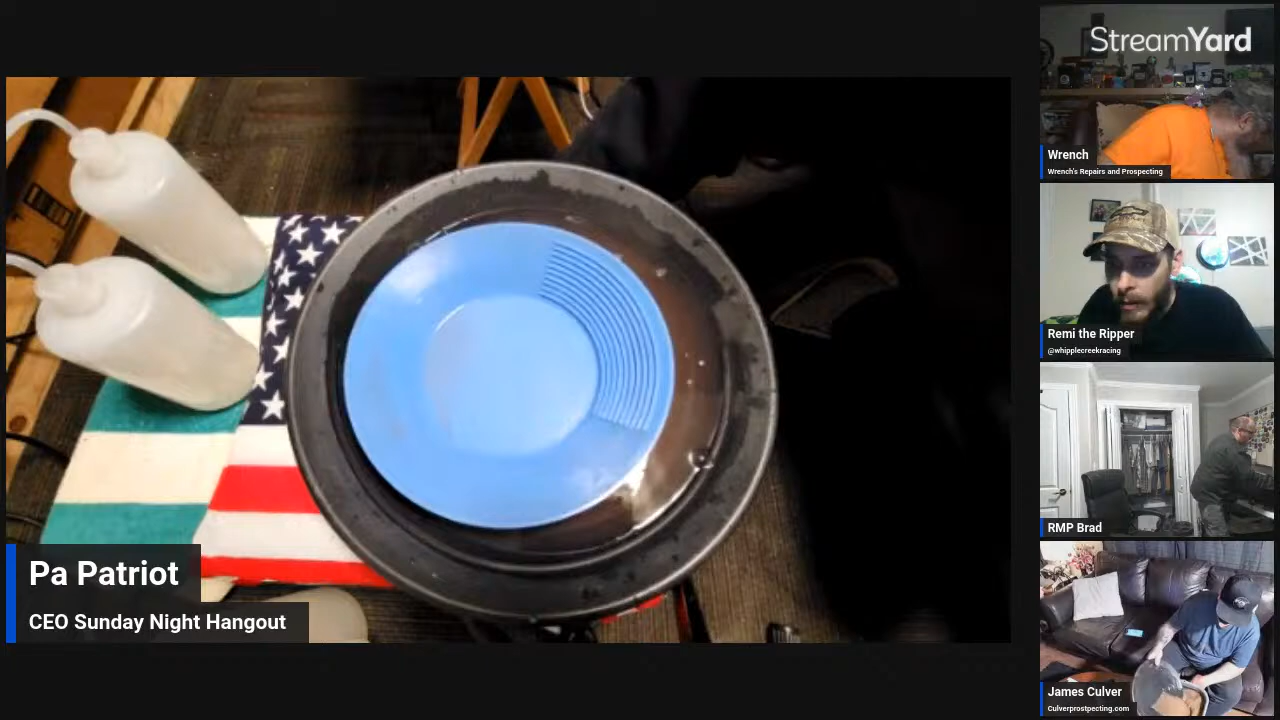 StreamYard
Wrench
Wrench's Repairs and Prospecting
Remi the Ripper
@whipplecreekracing
RMP Brad
James Culver
Culverprostpecting.com
Pa Patriot
CEO Sunday Night Hangout